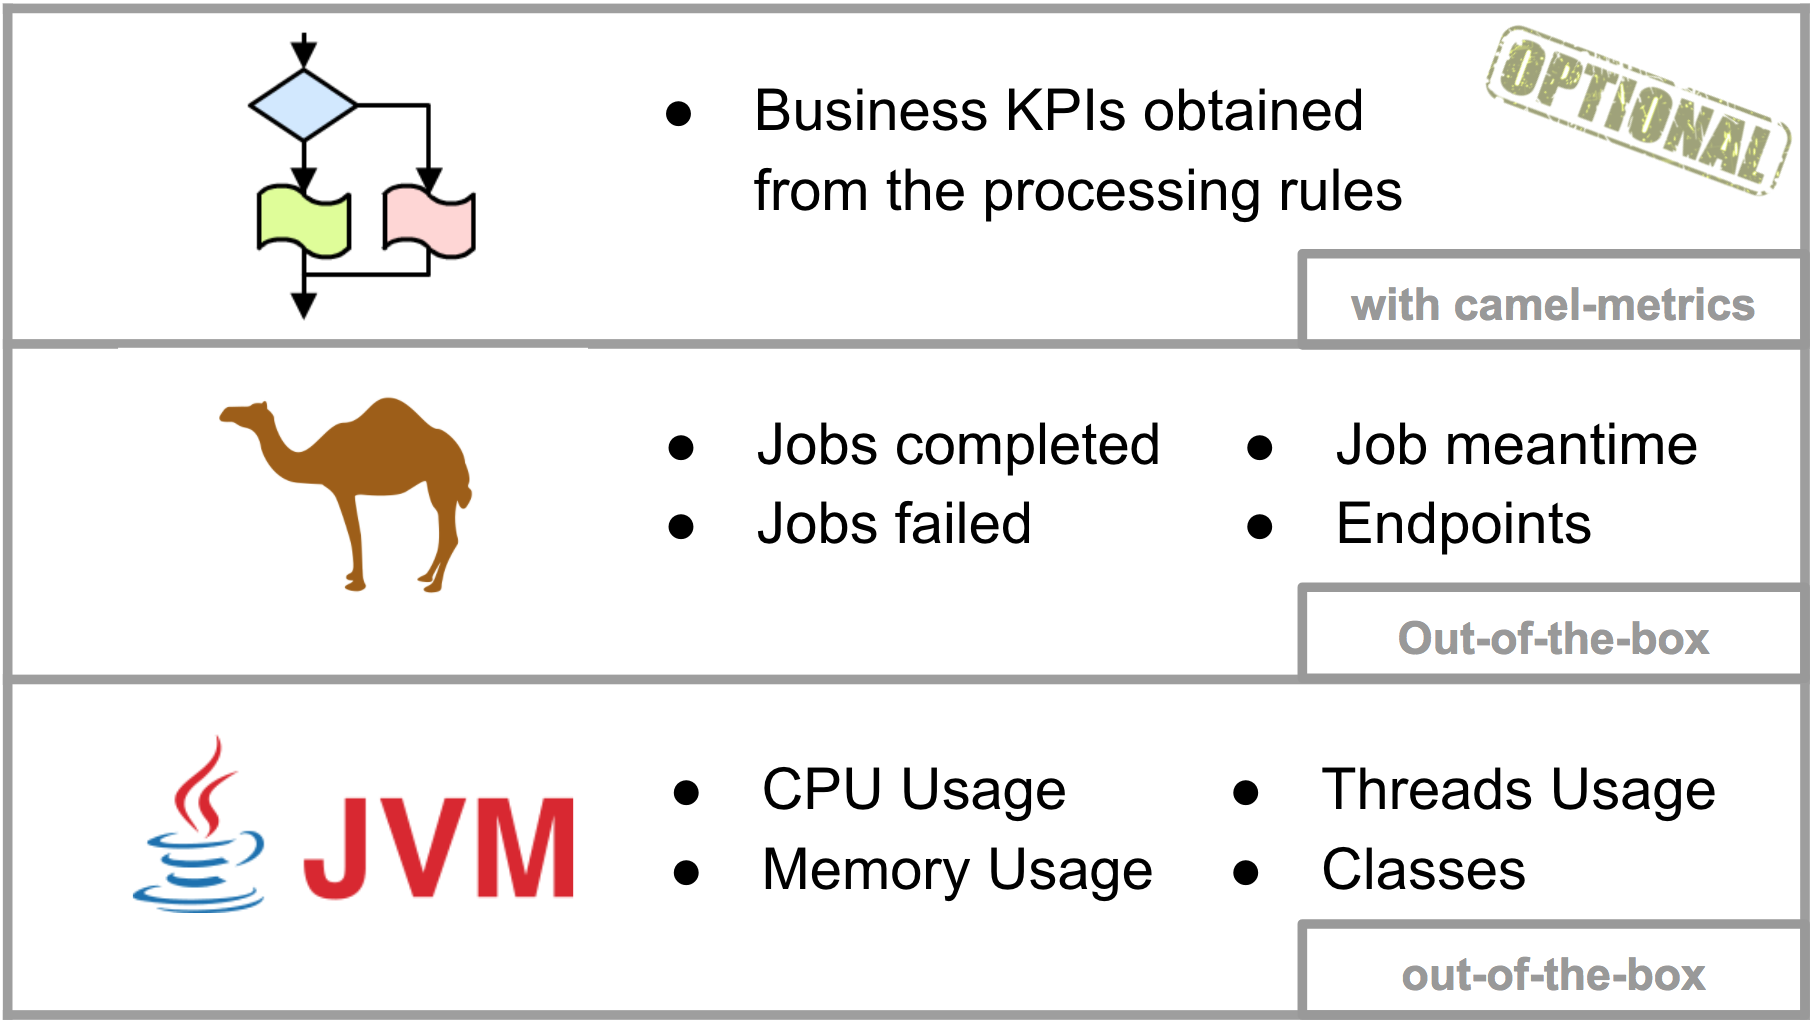 OPTIONAL
● Business KPIs obtained
from the processing rules
with camel-metrics
● Jobs completed
● Jobs failed
● Job meantime
● Endpoints
Out-of-the-box
JVM
● CPU Usage
● Memory Usage
● Threads Usage
● Classes
out-of-the-box